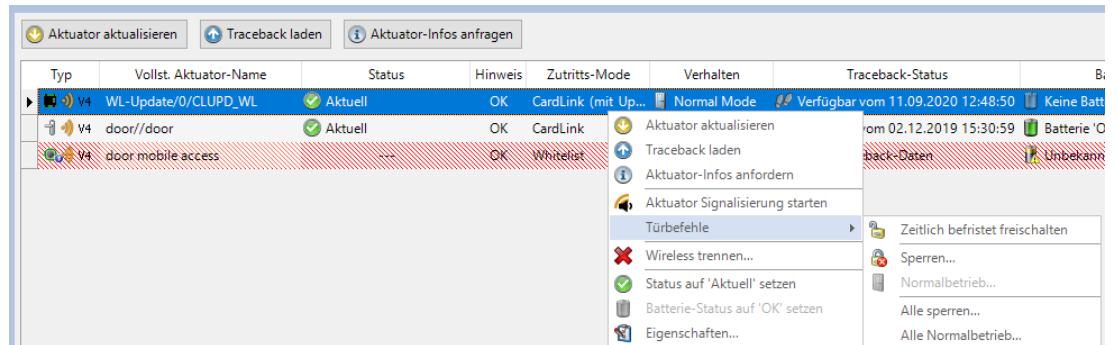 Aktuator aktualisieren Traceback laden Aktuator-Infos anfragen
Typ Vollst. Aktuator-Name Status Hinweis Zutritts-Mode Verhalten Traceback-Status
V4 WL-Update/0/CLUPD_WL Aktuell OK CardLink (mit Up... Normal Mode Verfügbar vom 11.09.2020 12:48:50 Keine Batt
V4 door//door Aktuell OK CardLink vom 02.12.2019 15:30:59 Batterie 'O
V4 door mobile access --- OK Whitelist back-Daten Unbekann
Aktuator aktualisieren
Traceback laden
Aktuator-Infos anfordern
Aktuator Signalisierung starten
Türbefehle
Wireless trennen...
Status auf 'Aktuell' setzen
Batterie-Status auf 'OK' setzen
Eigenschaften...
Zeitlich befristet freischalten
Sperren...
Normalbetrieb...
Alle sperren...
Alle Normalbetrieb...